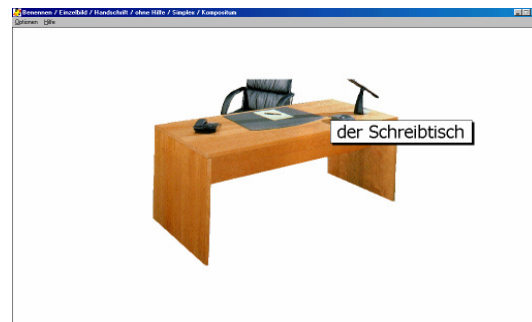 Benennen / Einzelbild / Handschrift / ohne Hilfe / Simplex / Kompositum
Optionen Hilfe
der Schreibtisch